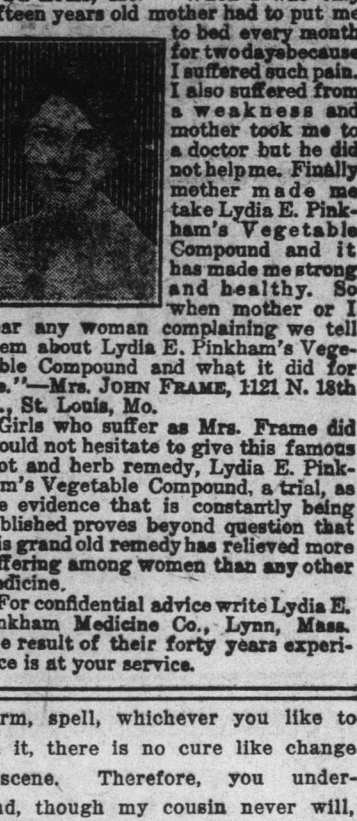 fifteen years old mother had to put me
to bed every month
for two days because
I suffered such pain.
I also suffered from
a weakness and
mother took me to
a doctor but he did
not help me. Finally
mother made me
take Lydia E. Pink-
ham's Vegetable
Compound and it
has made me strong
and healthy. So
when mother or I
ear any woman complaining we tell
em about Lydia E. Pinkham's Vege-
ble Compound and what it did for
e."—Mrs. JOHN FRAME, 1121 N. 18th
., St. Louis, Mo.
Girls who suffer as Mrs. Frame did
ould not hesitate to give this famous
ot and herb remedy, Lydia E. Pink-
m's Vegetable Compound, a trial, as
e evidence that is constantly being
blished proves beyond question that
is grand old remedy has relieved more
ffering among women than any other
edicine.
For confidential advice write Lydia E.
nkham Medicine Co., Lynn, Mass.
e result of their forty years experi-
ce is at your service.
rm, spell, whichever you like to
it, there is no cure like change
scene. Therefore, you under-
nd, though my cousin never will,